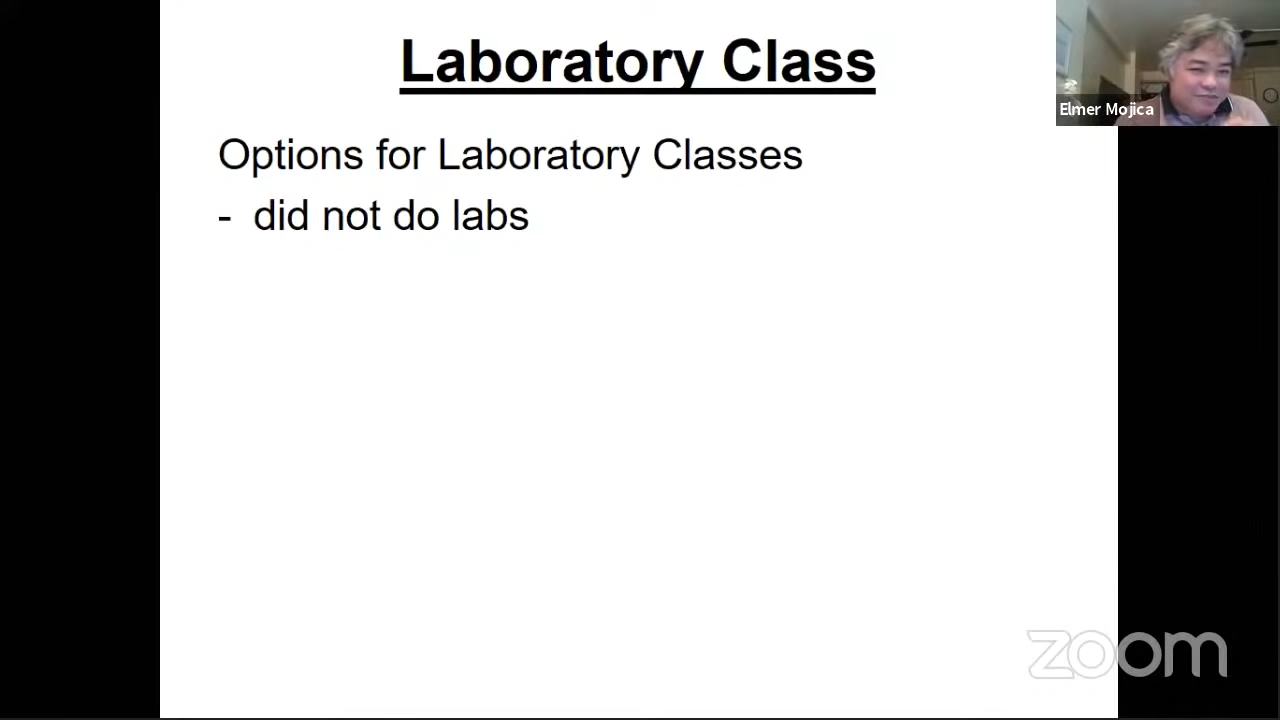 Laboratory Class
Elmer Mojica
Options for Laboratory Classes
- did not do labs
zoom